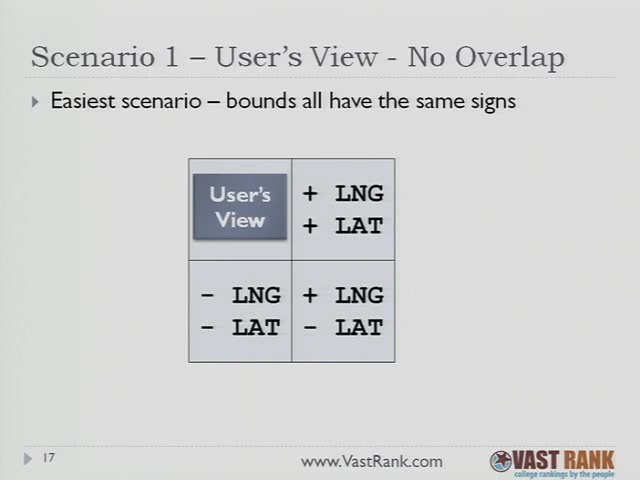 Scenario 1 – User's View - No Overlap
Easiest scenario – bounds all have the same signs
User's
View
+ LNG
+ LAT
- LNG
- LAT
+ LNG
- LAT
17
www.VastRank.com
VAST RANK
college rankings by the people